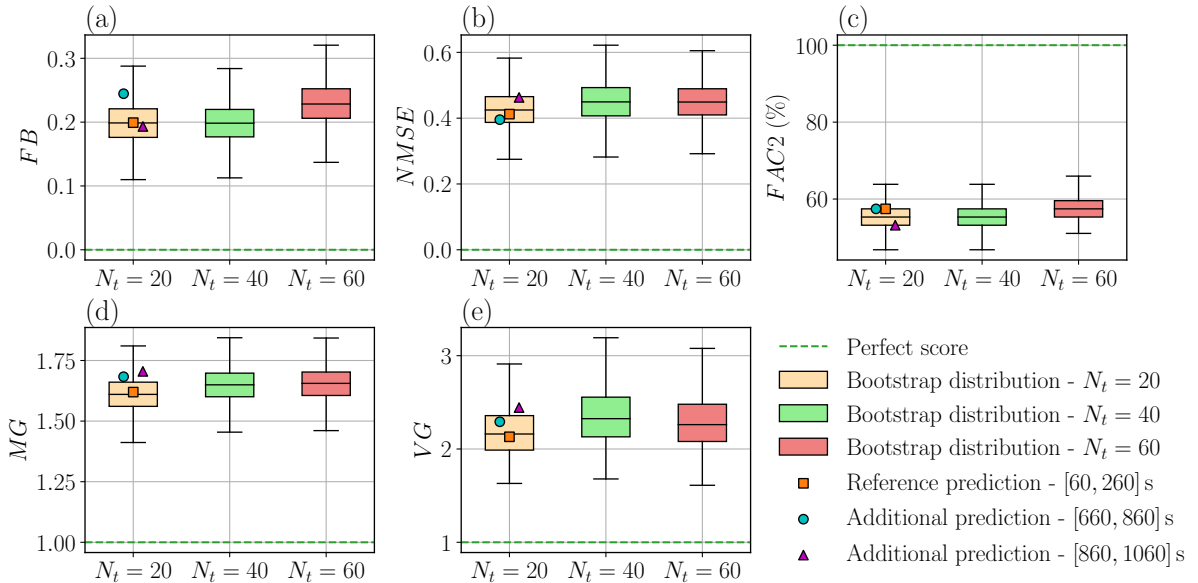 (a)
FB
0.3
0.2
0.1
0.0
N_t = 20 N_t = 40 N_t = 60
(b)
NMSE
0.6
0.4
0.2
0.0
N_t = 20 N_t = 40 N_t = 60
(c)
FAC2 (%)
100
80
60
N_t = 20 N_t = 40 N_t = 60
(d)
MG
1.75
1.50
1.25
1.00
N_t = 20 N_t = 40 N_t = 60
(e)
VG
3
2
1
N_t = 20 N_t = 40 N_t = 60
Perfect score
Bootstrap distribution - N_t = 20
Bootstrap distribution - N_t = 40
Bootstrap distribution - N_t = 60
Reference prediction - [60, 260] s
Additional prediction - [660, 860] s
Additional prediction - [860, 1060] s